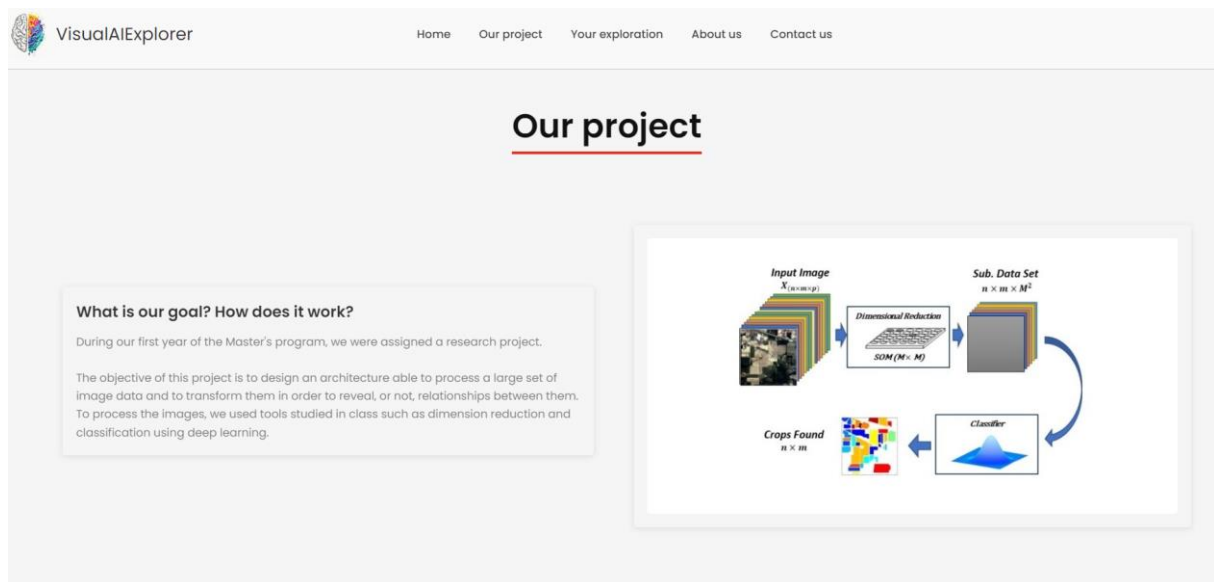 VisualAIExplorer
Home Our project Your exploration About us Contact us
Our project
What is our goal? How does it work?
During our first year of the Master's program, we were assigned a research project.
The objective of this project is to design an architecture able to process a large set of
image data and to transform them in order to reveal, or not, relationships between them.
To process the images, we used tools studied in class such as dimension reduction and
classification using deep learning.
Input Image
X(n×m×p)
Dimensional Reduction
SOM (M× M)
Sub. Data Set
n × m × M²
Classifier
Crops Found
n × m